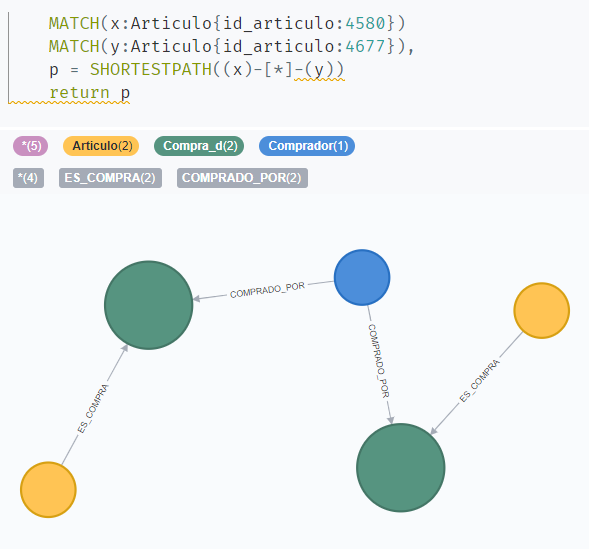 MATCH(x:Articulo{id_articulo:4580})
MATCH(y:Articulo{id_articulo:4677}),
p = SHORTESTPATH((x)-[*]-(y))
return p
*(5) Articulo(2) Compra_d(2) Comprador(1)
*(4) ES_COMPRA(2) COMPRADO_POR(2)
COMPRADO_POR
COMPRADO_POR
ES_COMPRA
ES_COMPRA